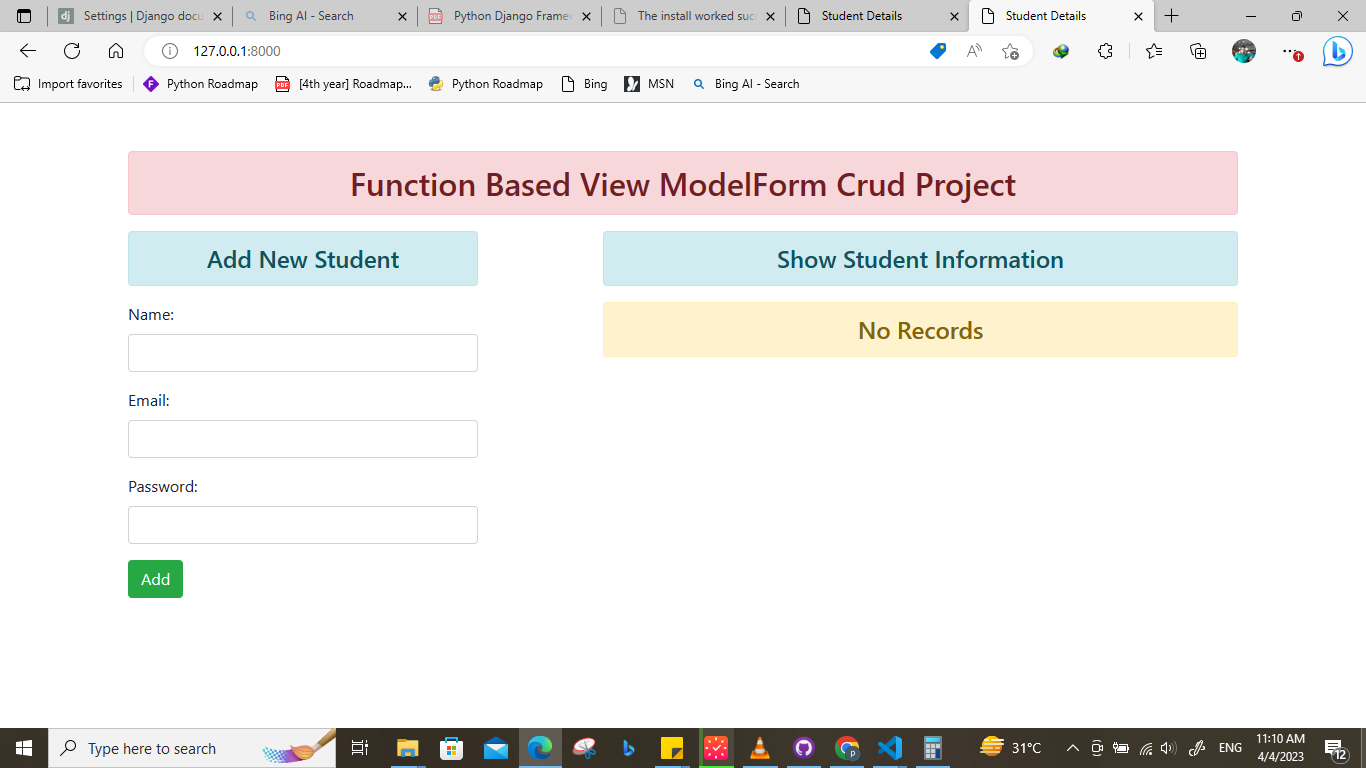 Settings | Django docu
Bing AI - Search
Python Django Frame
The install worked suc
Student Details
Student Details
127.0.0.1:8000
Import favorites
Python Roadmap
[4th year] Roadmap...
Python Roadmap
Bing
MSN
Bing AI - Search
Function Based View ModelForm Crud Project
Add New Student
Show Student Information
No Records
Name:
Email:
Password:
Add
Type here to search
31°C
ENG
11:10 AM
4/4/2023
12